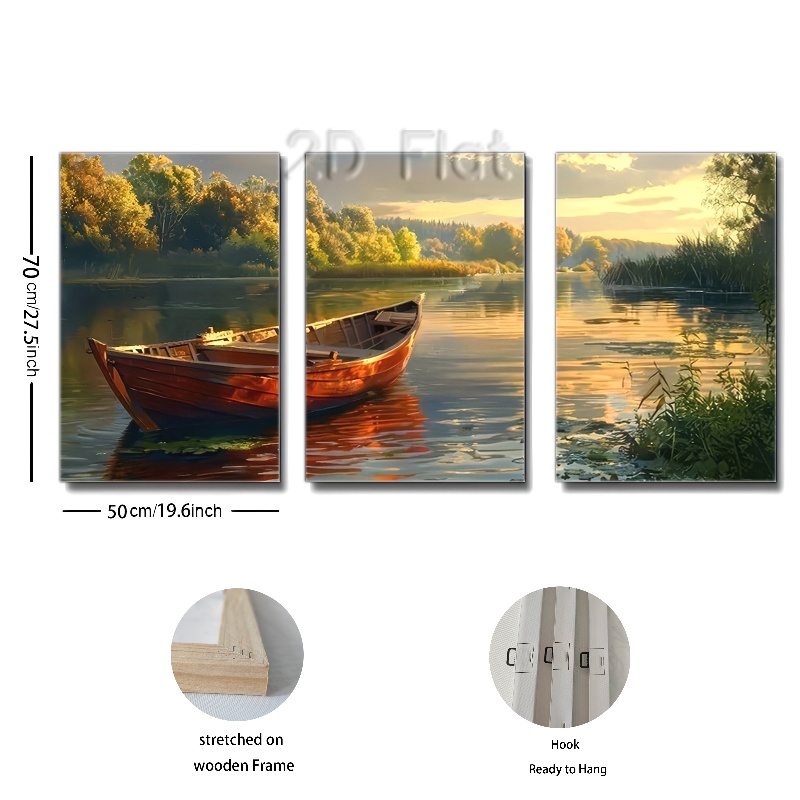 2D Flat
70 cm/27.5inch
50 cm/19.6inch
stretched on
wooden Frame
Hook
Ready to Hang